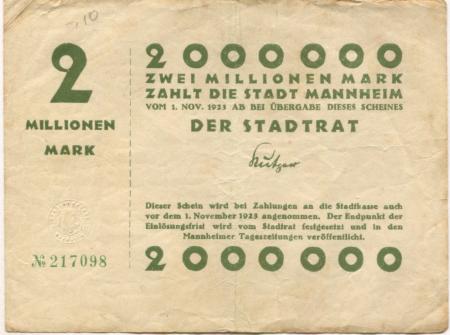 -,10
2
MILLIONEN
MARK
№ 217098
2000000
ZWEI MILLIONEN MARK
ZAHLT DIE STADT MANNHEIM
VOM 1. NOV. 1923 AB BEI ÜBERGABE DIESES SCHEINES
DER STADTRAT
Kutzer
Dieser Schein wird bei Zahlungen an die Stadtkasse auch
vor dem 1. November 1923 angenommen. Der Endpunkt der
Einlösungsfrist wird vom Stadtrat festgesetzt und in den
Mannheimer Tageszeitungen veröffentlicht.
2000000